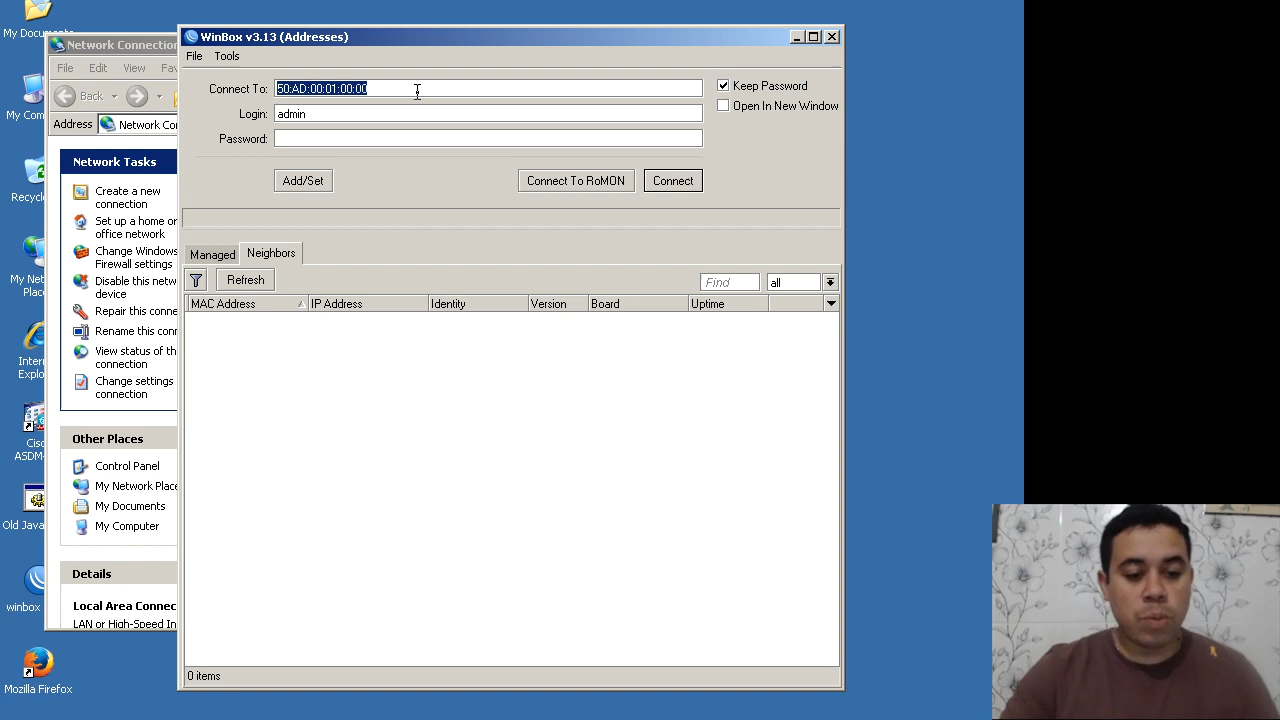 My Documents
My Com
Recyc
My Net
Place
Intern
Explo
Cisc
ASDM-
Old Java
winbox
Mozilla Firefox
Network Connection
File Edit View Fav
Back
Address Network Cor
Network Tasks
Create a new
connection
Set up a home or
office network
Change Windows
Firewall settings
Disable this netw
device
Repair this conne
Rename this conn
View status of th
connection
Change settings
connection
Other Places
Control Panel
My Network Place
My Documents
My Computer
Details
Local Area Connec
LAN or High-Speed In
WinBox v3.13 (Addresses)
File Tools
Connect To: 50:AD:00:01:00:00
Keep Password
Login: admin
Open In New Window
Password:
Add/Set Connect To RoMON Connect
Managed Neighbors
Refresh Find all
MAC Address IP Address Identity Version Board Uptime
0 items